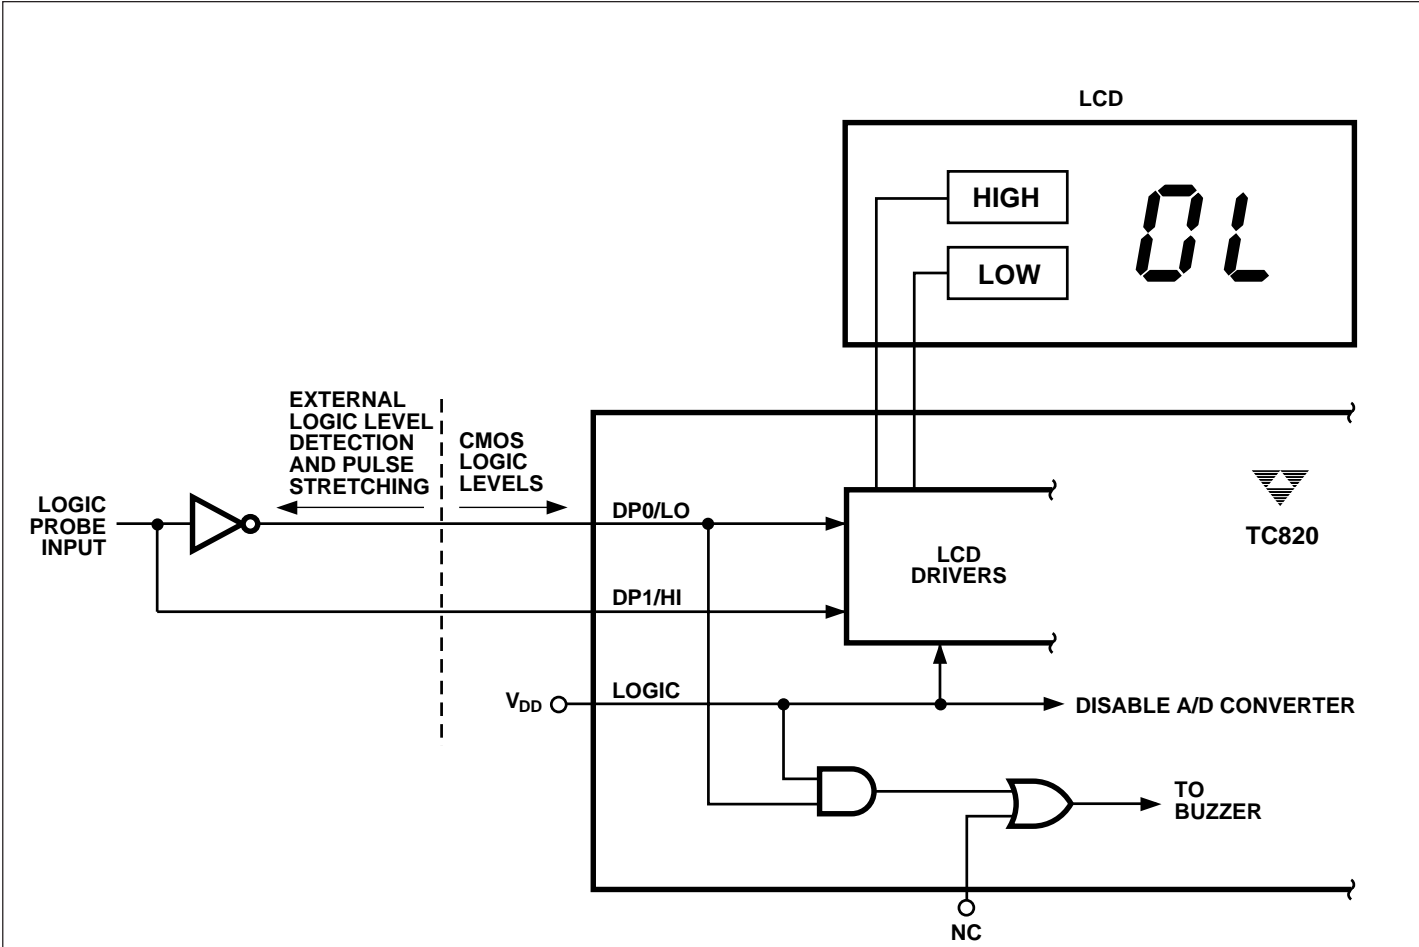 LCD
HIGH
LOW
OL
EXTERNAL
LOGIC LEVEL
DETECTION
AND PULSE
STRETCHING
CMOS
LOGIC
LEVELS
LOGIC
PROBE
INPUT
DP0/LO
DP1/HI
LCD
DRIVERS
TC820
VDD
LOGIC
DISABLE A/D CONVERTER
TO
BUZZER
NC